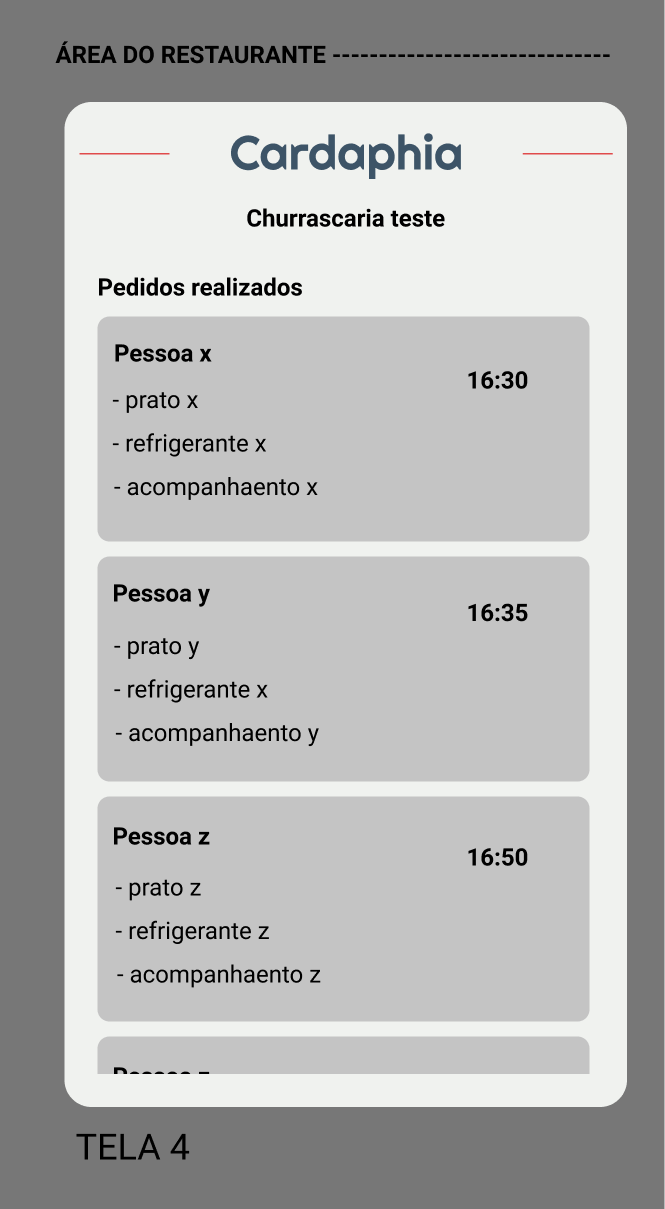 ÁREA DO RESTAURANTE ------------------------------
Cardaphia
Churrascaria teste
Pedidos realizados
Pessoa x
16:30
- prato x
- refrigerante x
- acompanhaento x
Pessoa y
16:35
- prato y
- refrigerante x
- acompanhaento y
Pessoa z
16:50
- prato z
- refrigerante z
- acompanhaento z
Pessoa z
TELA 4